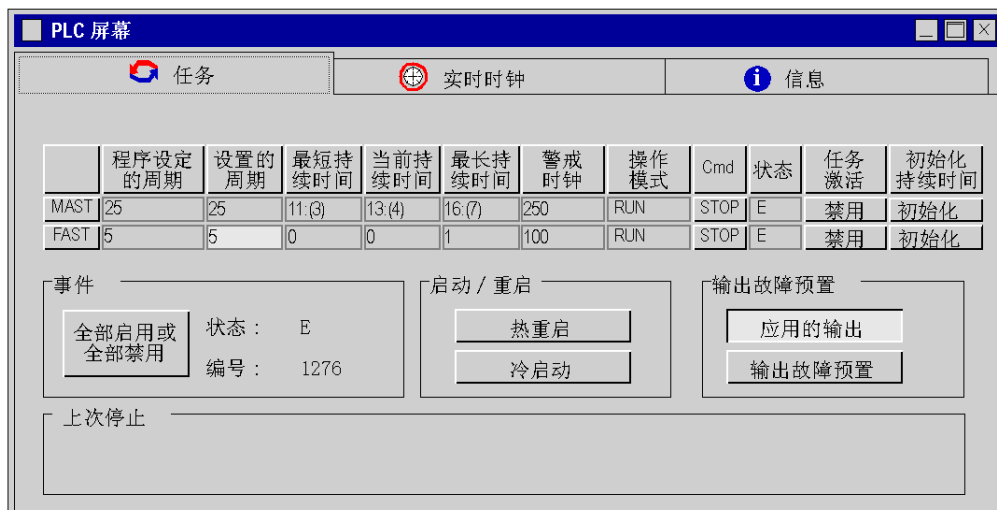 PLC 屏幕
任务 实时时钟 信息
程序设定的周期 设置的周期 最短持续时间 当前持续时间 最长持续时间 警戒时钟 操作模式 Cmd 状态 任务激活 初始化持续时间
MAST 25 25 11:(3) 13:(4) 16:(7) 250 RUN STOP E 禁用 初始化
FAST 5 5 0 0 1 100 RUN STOP E 禁用 初始化
事件 启动 / 重启 输出故障预置
全部启用或全部禁用 状态： E 热重启 应用的输出
编号： 1276 冷启动 输出故障预置
上次停止